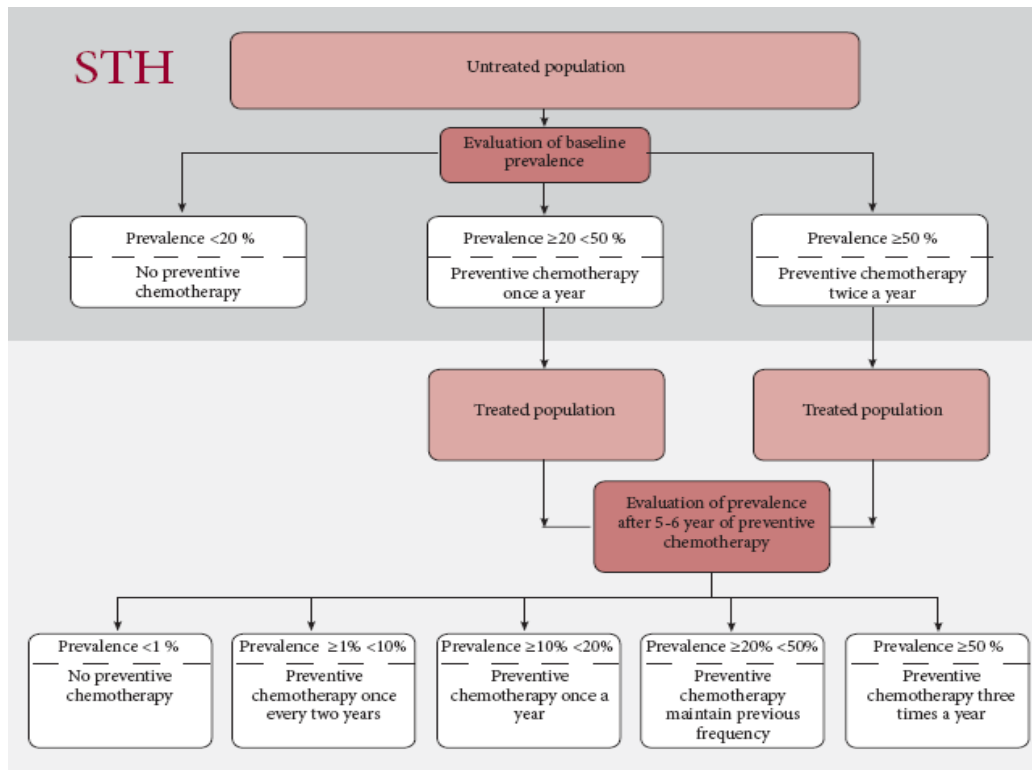 STH
Untreated population
Evaluation of baseline
prevalence
Prevalence <20 %
No preventive
chemotherapy
Prevalence ≥20 <50 %
Preventive chemotherapy
once a year
Prevalence ≥50 %
Preventive chemotherapy
twice a year
Treated population
Treated population
Evaluation of prevalence
after 5-6 year of preventive
chemotherapy
Prevalence <1 %
No preventive
chemotherapy
Prevalence ≥1% <10%
Preventive
chemotherapy once
every two years
Prevalence ≥10% <20%
Preventive
chemotherapy once a
year
Prevalence ≥20% <50%
Preventive
chemotherapy
maintain previous
frequency
Prevalence ≥50 %
Preventive
chemotherapy three
times a year